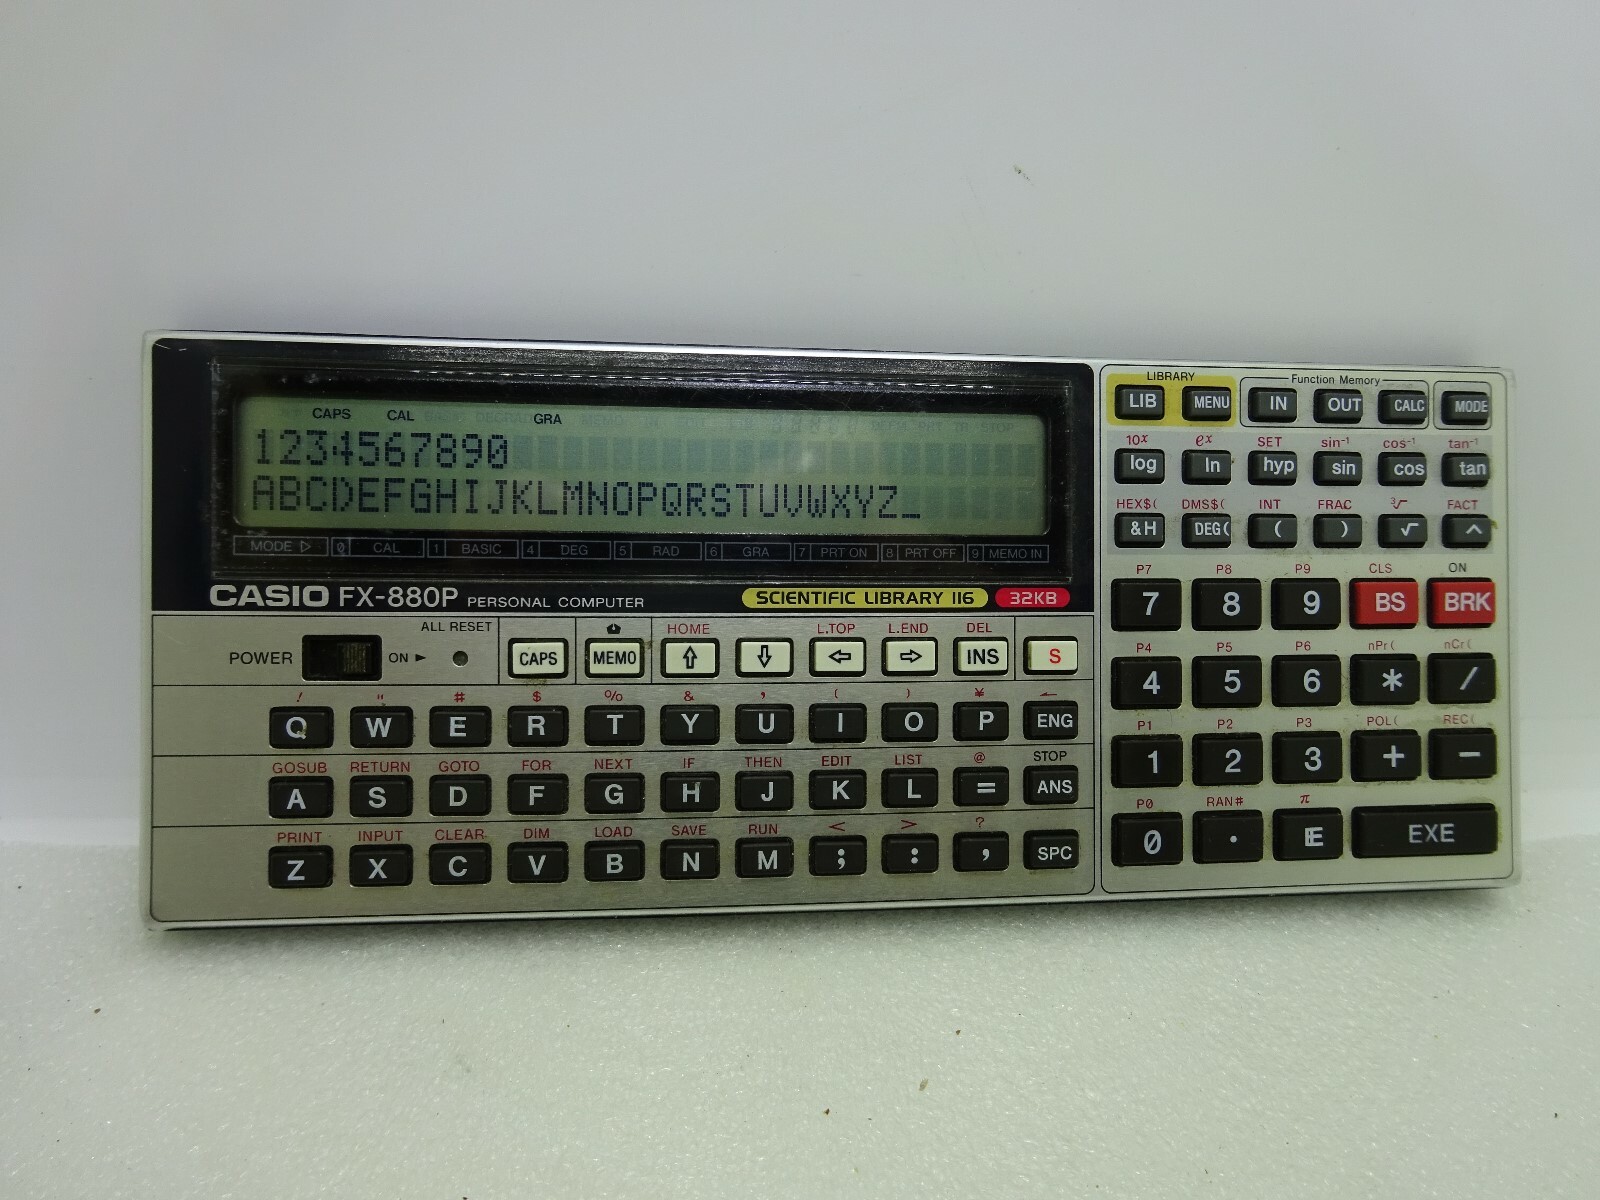 CAPS CAL GRA
1234567890
ABCDEFGHIJKLMNOPQRSTUVWXYZ_
MODE ▷ 0 CAL 1 BASIC 4 DEG 5 RAD 6 GRA 7 PRT ON 8 PRT OFF 9 MEMO IN
CASIO FX-880P PERSONAL COMPUTER SCIENTIFIC LIBRARY 116 32KB
ALL RESET HOME L.TOP L.END DEL
POWER ON ► CAPS MEMO ⇧ ⇩ ⇦ ⇨ INS S
! " # $ % & ' ( ) ¥ ←
Q W E R T Y U I O P ENG
GOSUB RETURN GOTO FOR NEXT IF THEN EDIT LIST @ STOP
A S D F G H J K L = ANS
PRINT INPUT CLEAR DIM LOAD SAVE RUN < > ?
Z X C V B N M ; : , SPC
LIBRARY Function Memory
LIB MENU IN OUT CALC MODE
10x ex SET sin-1 cos-1 tan-1
log ln hyp sin cos tan
HEX$( DMS$( INT FRAC ³√ FACT
&H DEG( ( ) √ ^
P7 P8 P9 CLS ON
7 8 9 BS BRK
P4 P5 P6 nPr( nCr(
4 5 6 * /
P1 P2 P3 POL( REC(
1 2 3 + −
P0 RAN# π
0 . E EXE